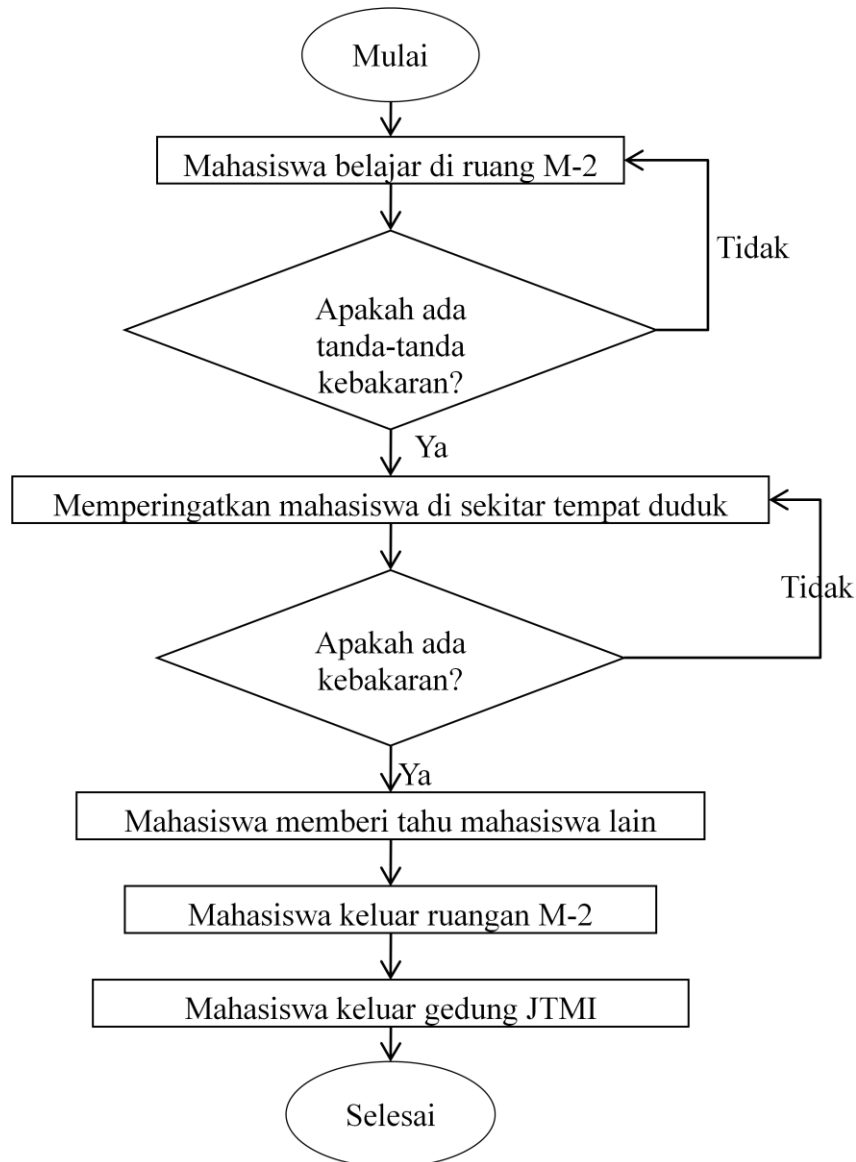 Mulai
Mahasiswa belajar di ruang M-2
Tidak
Apakah ada
tanda-tanda
kebakaran?
Ya
Memperingatkan mahasiswa di sekitar tempat duduk
Tidak
Apakah ada
kebakaran?
Ya
Mahasiswa memberi tahu mahasiswa lain
Mahasiswa keluar ruangan M-2
Mahasiswa keluar gedung JTMI
Selesai